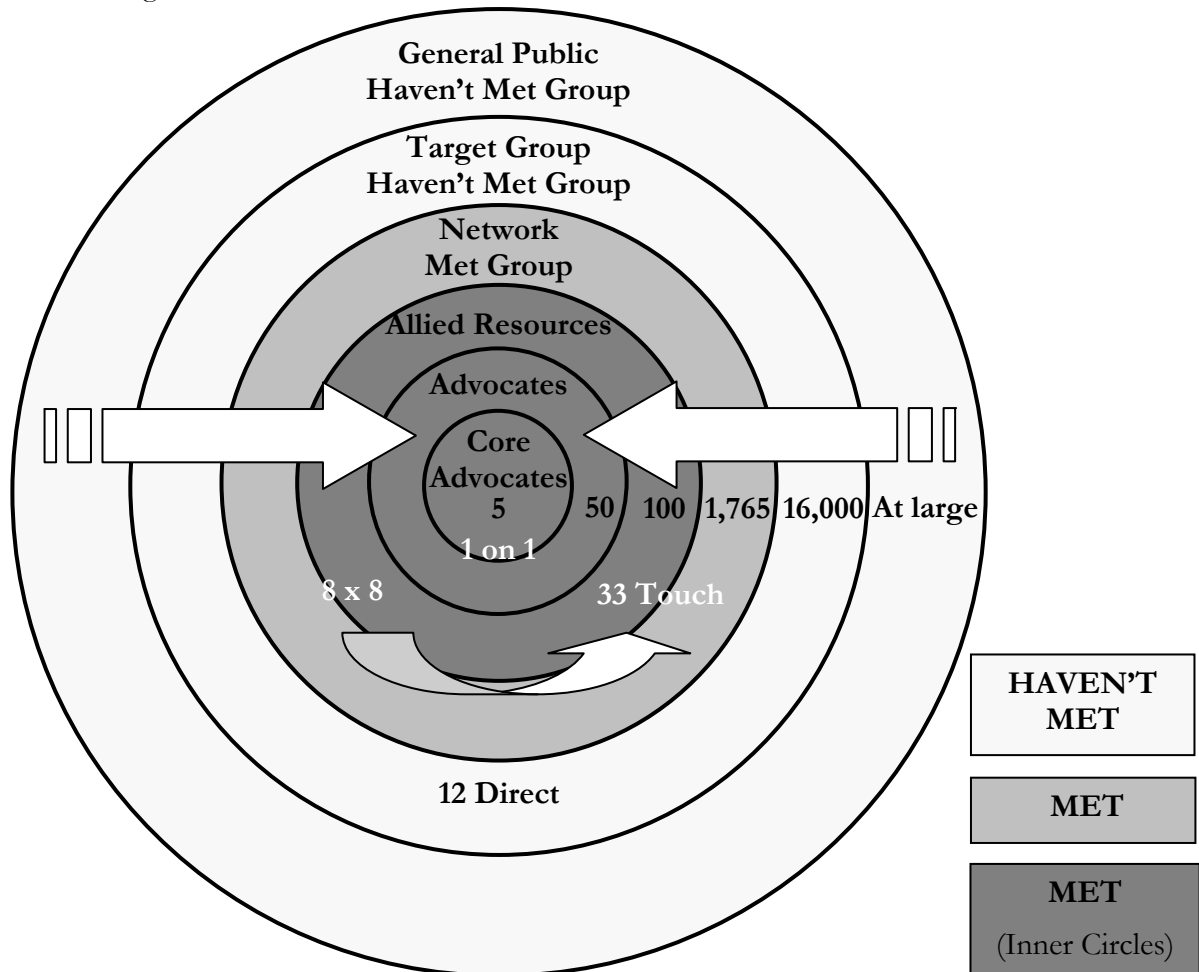 General Public
Haven't Met Group
Target Group
Haven't Met Group
Network
Met Group
Allied Resources
Advocates
Core
Advocates
5
50
100
1,765
16,000
At large
1 on 1
8 x 8
33 Touch
12 Direct
HAVEN'T
MET
MET
MET
(Inner Circles)